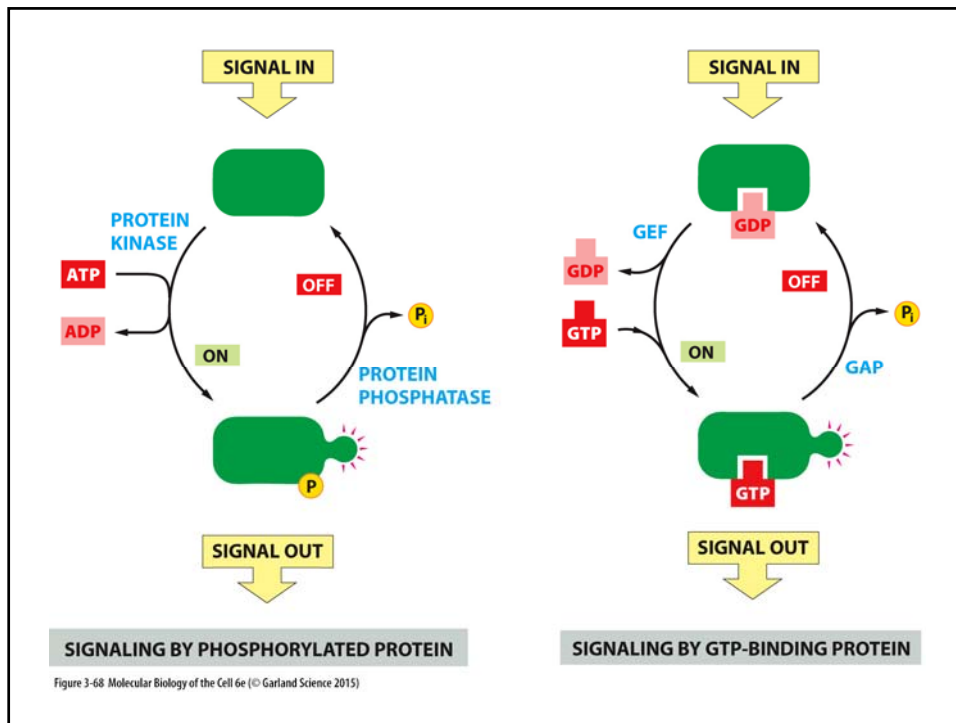 SIGNAL IN
PROTEIN
KINASE
ATP
ADP
ON
OFF
Pi
PROTEIN
PHOSPHATASE
P
SIGNAL OUT
SIGNALING BY PHOSPHORYLATED PROTEIN
SIGNAL IN
GDP
GEF
GDP
GTP
ON
OFF
Pi
GAP
GTP
SIGNAL OUT
SIGNALING BY GTP-BINDING PROTEIN
Figure 3-68 Molecular Biology of the Cell 6e (© Garland Science 2015)